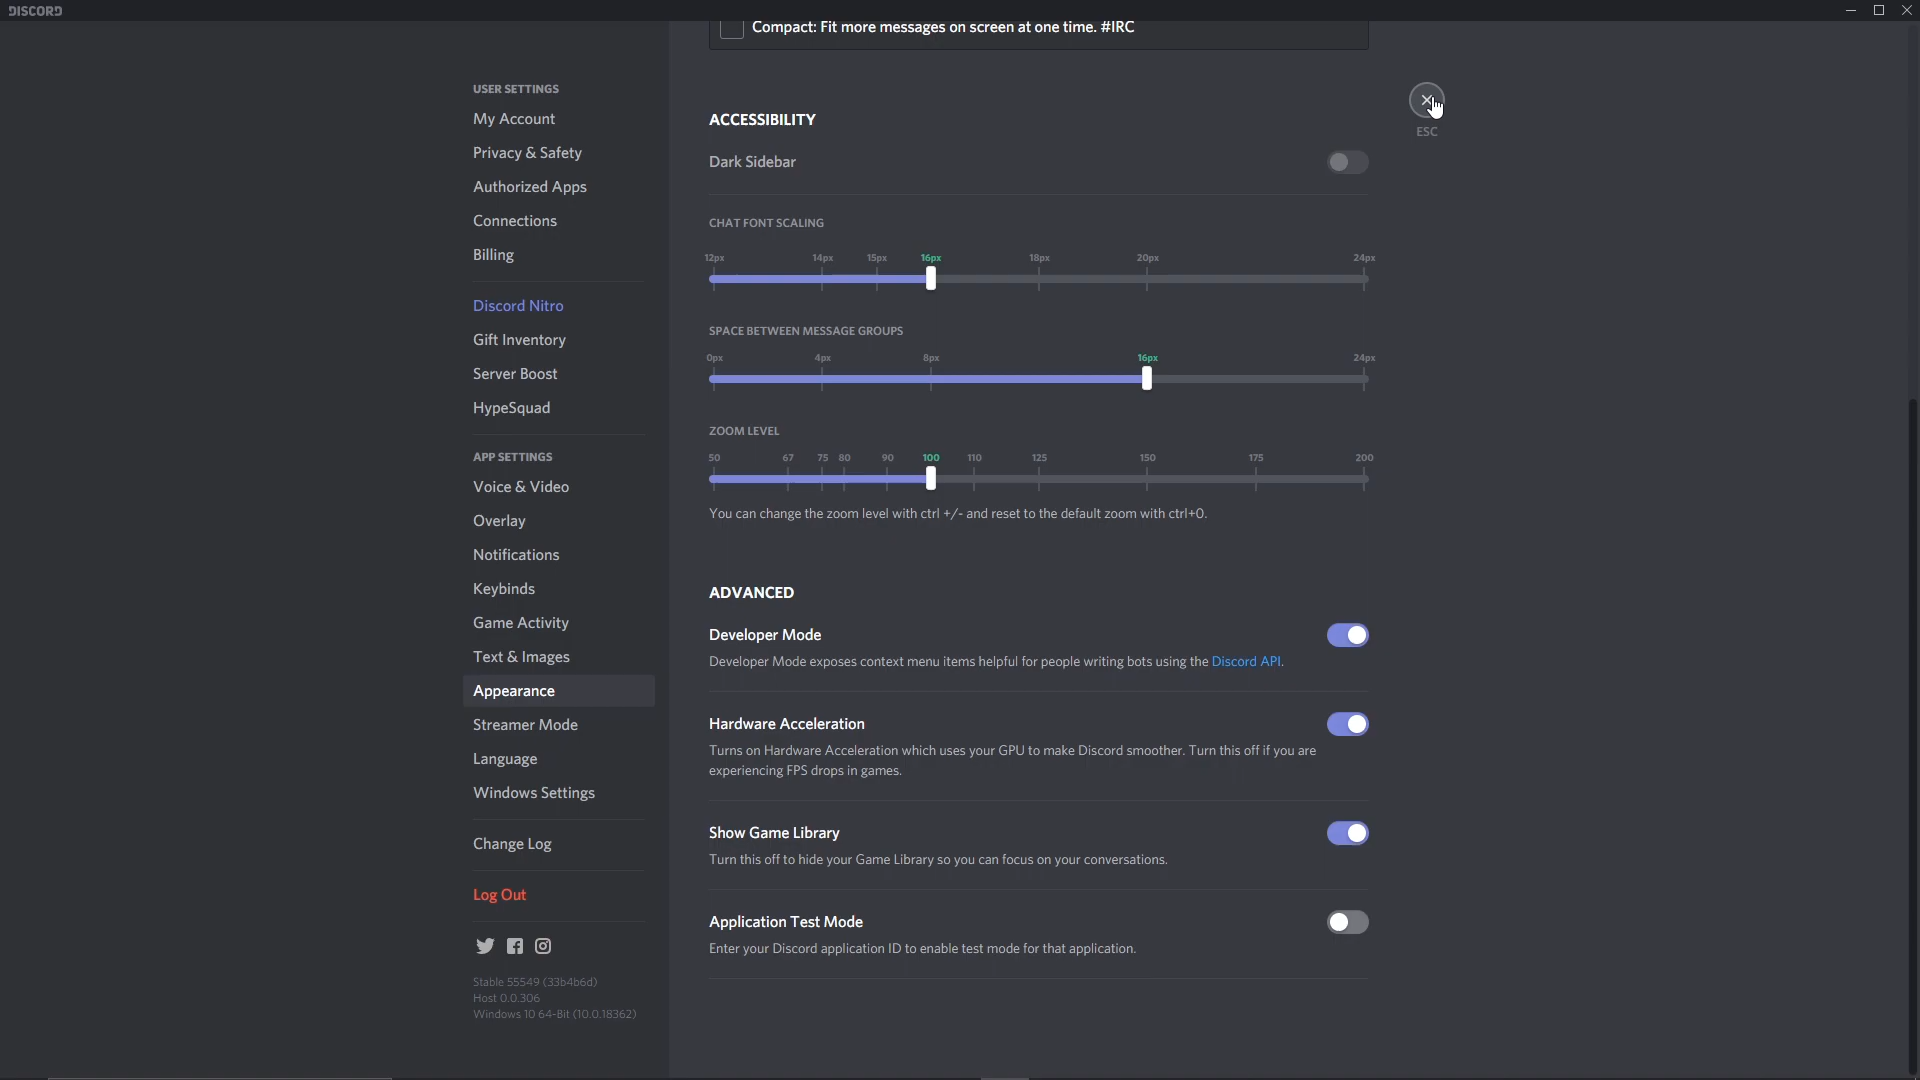 DISCORD
Compact: Fit more messages on screen at one time. #IRC
USER SETTINGS
My Account
Privacy & Safety
Authorized Apps
Connections
Billing
Discord Nitro
Gift Inventory
Server Boost
HypeSquad
APP SETTINGS
Voice & Video
Overlay
Notifications
Keybinds
Game Activity
Text & Images
Appearance
Streamer Mode
Language
Windows Settings
Change Log
Log Out
Stable 55549 (33b4b6d)
Host 0.0.306
Windows 10 64-Bit (10.0.18362)
ACCESSIBILITY
Dark Sidebar
CHAT FONT SCALING
12px 14px 15px 16px 18px 20px 24px
SPACE BETWEEN MESSAGE GROUPS
0px 4px 8px 16px 24px
ZOOM LEVEL
50 67 75 80 90 100 110 125 150 175 200
You can change the zoom level with ctrl +/- and reset to the default zoom with ctrl+0.
ADVANCED
Developer Mode
Developer Mode exposes context menu items helpful for people writing bots using the Discord API.
Hardware Acceleration
Turns on Hardware Acceleration which uses your GPU to make Discord smoother. Turn this off if you are
experiencing FPS drops in games.
Show Game Library
Turn this off to hide your Game Library so you can focus on your conversations.
Application Test Mode
Enter your Discord application ID to enable test mode for that application.
ESC